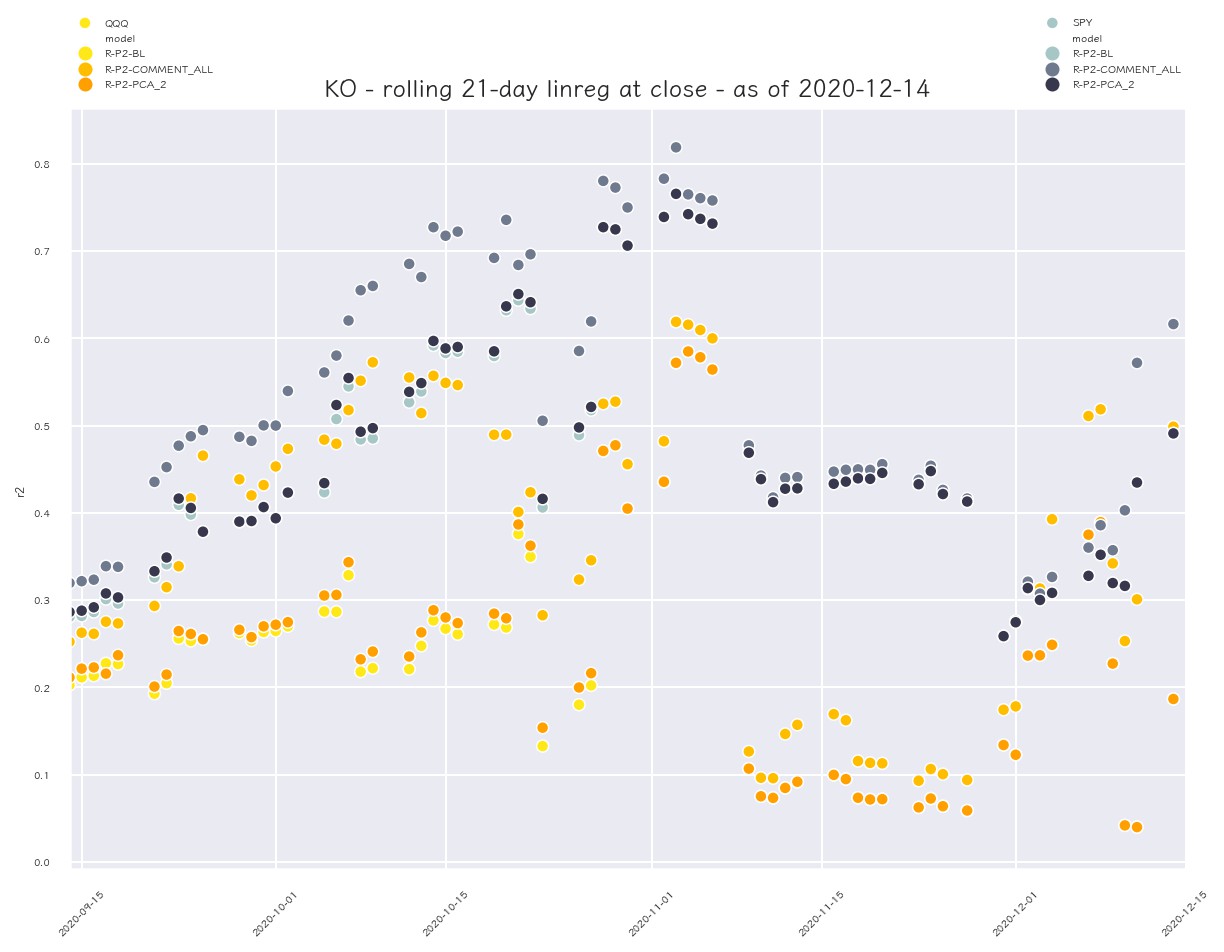 QQQ
model
R-P2-BL
R-P2-COMMENT_ALL
R-P2-PCA_2
SPY
model
R-P2-BL
R-P2-COMMENT_ALL
R-P2-PCA_2
KO - rolling 21-day linreg at close - as of 2020-12-14
0.8
0.7
0.6
0.5
0.4
0.3
0.2
0.1
0.0
r2
2020-09-15
2020-10-01
2020-10-15
2020-11-01
2020-11-15
2020-12-01
2020-12-15